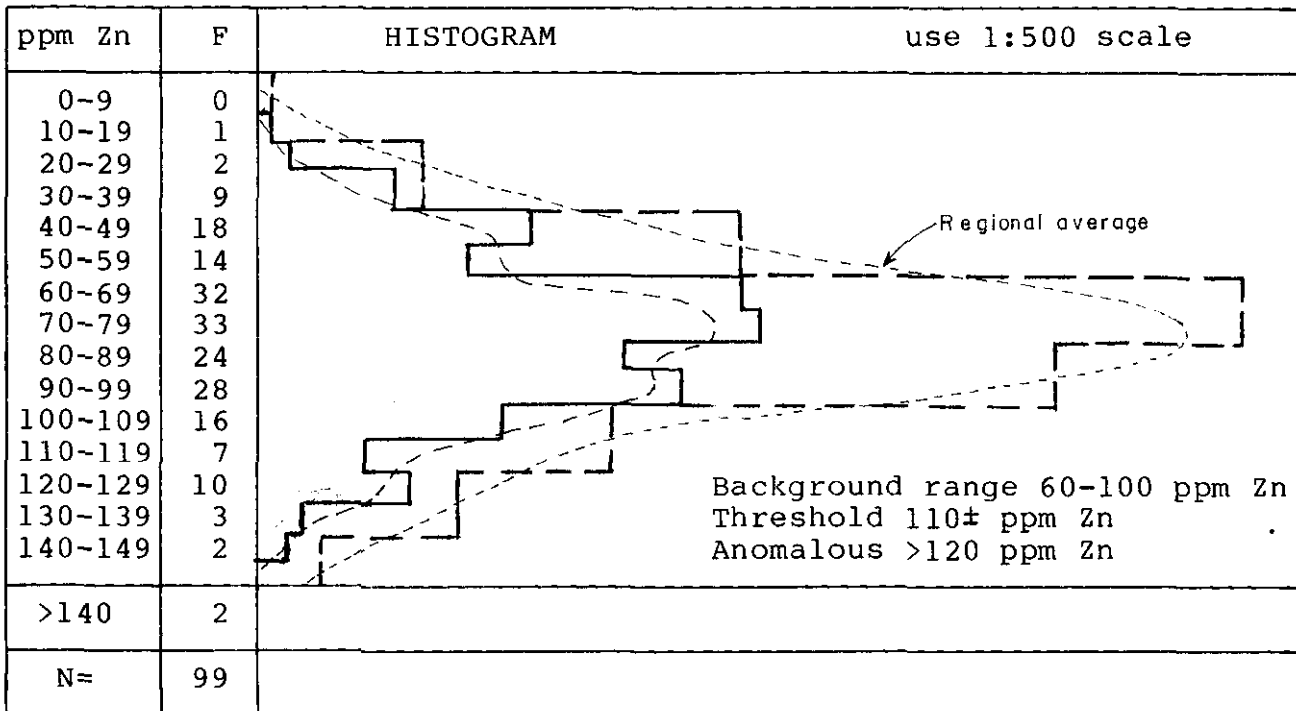 ppm Zn F HISTOGRAM use 1:500 scale
0-9 0
10-19 1
20-29 2
30-39 9
40-49 18
Regional average
50-59 14
60-69 32
70-79 33
80-89 24
90-99 28
100-109 16
110-119 7
120-129 10 Background range 60-100 ppm Zn
130-139 3 Threshold 110± ppm Zn
140-149 2 Anomalous >120 ppm Zn
>140 2
N= 99